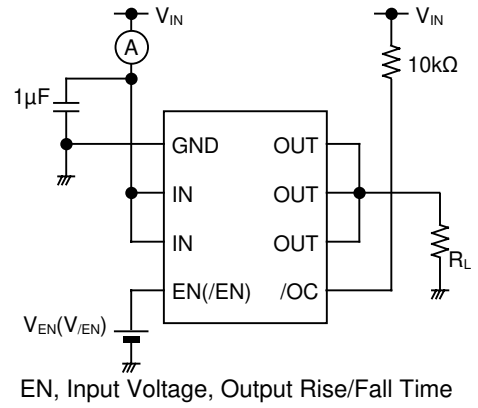 VIN
VIN
A
10kΩ
1µF
GND
OUT
IN
OUT
IN
OUT
RL
EN(/EN)
/OC
VEN(V/EN)
EN, Input Voltage, Output Rise/Fall Time